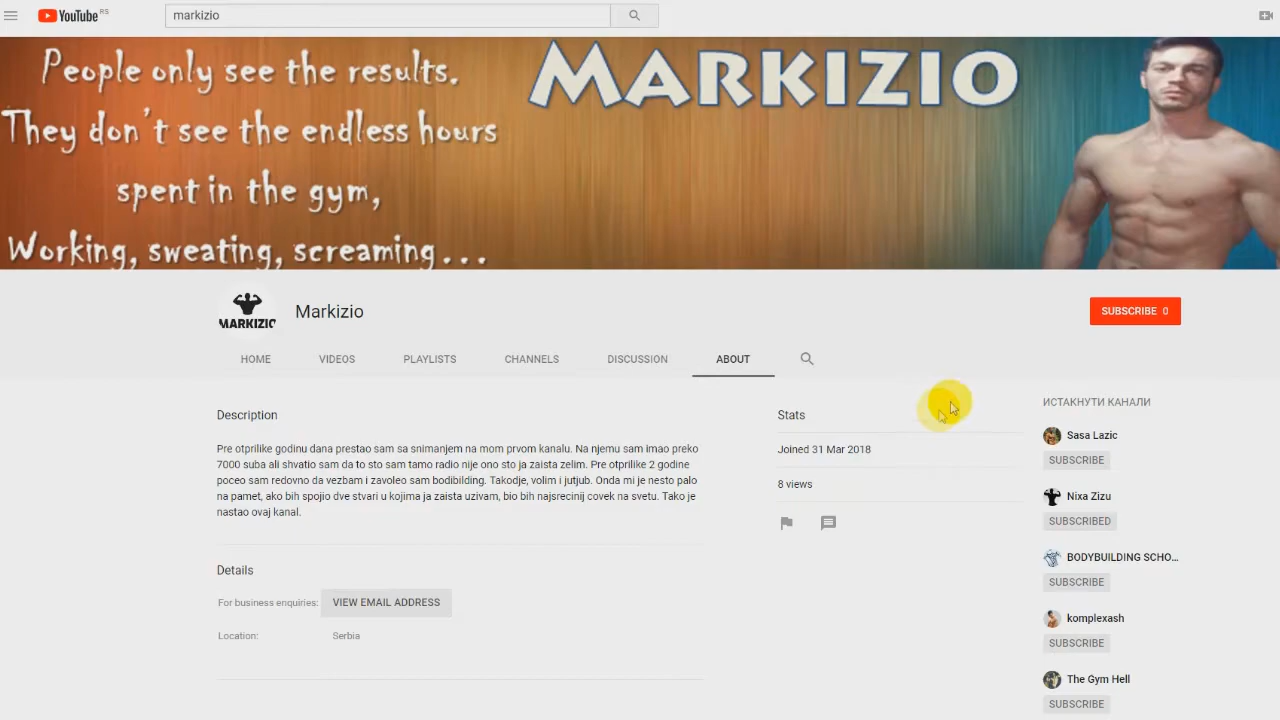 YouTube RS
markizio
People only see the results.
They don't see the endless hours
spent in the gym,
Working, sweating, screaming...
MARKIZIO
MARKIZIO
Markizio
SUBSCRIBE 0
HOME
VIDEOS
PLAYLISTS
CHANNELS
DISCUSSION
ABOUT
Description
Pre otprilike godinu dana prestao sam sa snimanjem na mom prvom kanalu. Na njemu sam imao preko
7000 suba ali shvatio sam da to sto sam tamo radio nije ono sto ja zaista zelim. Pre otprilike 2 godine
poceo sam redovno da vezbam i zavoleo sam bodibilding. Takodje, volim i jutjub. Onda mi je nesto palo
na pamet, ako bih spojio dve stvari u kojima ja zaista uzivam, bio bih najsrecinij covek na svetu. Tako je
nastao ovaj kanal.
Details
For business enquiries:
VIEW EMAIL ADDRESS
Location:
Serbia
Stats
Joined 31 Mar 2018
8 views
ИСТАКНУТИ КАНАЛИ
Sasa Lazic
SUBSCRIBE
Nixa Zizu
SUBSCRIBED
BODYBUILDING SCHO...
SUBSCRIBE
komplexash
SUBSCRIBE
The Gym Hell
SUBSCRIBE